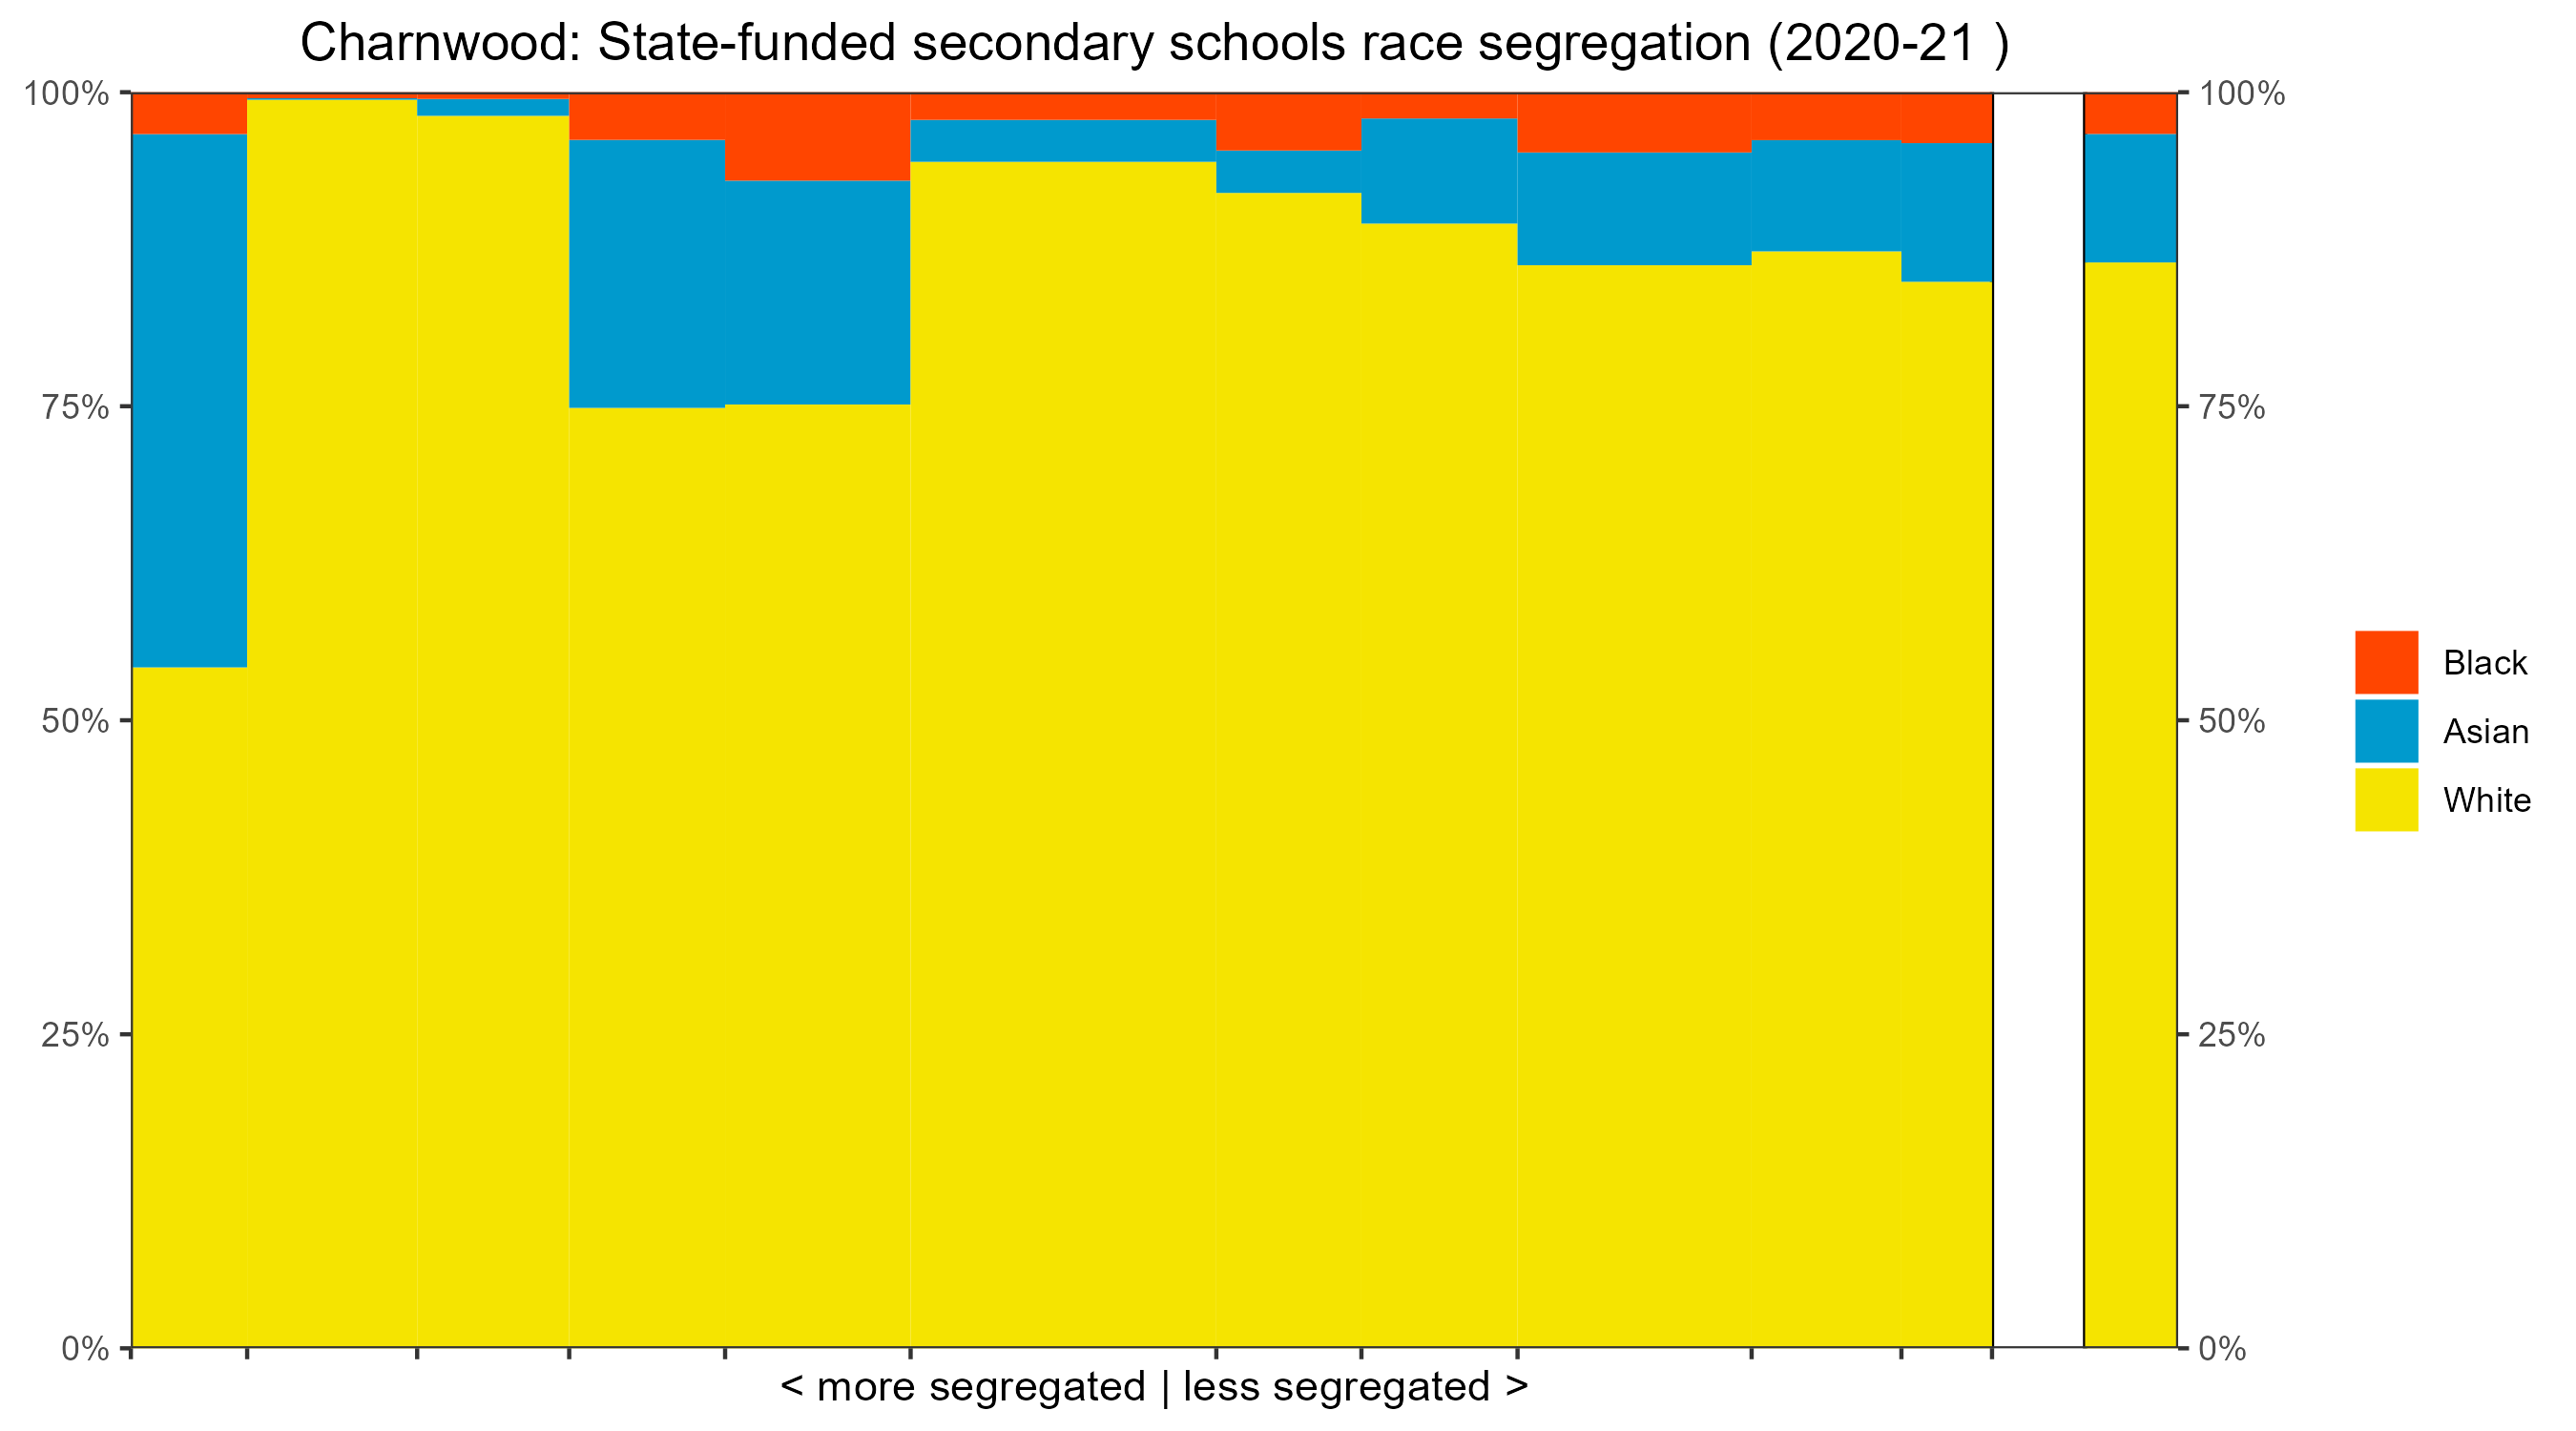 Charnwood: State-funded secondary schools race segregation (2020-21 )
100%
100%
75%
75%
50%
50%
25%
25%
0%
0%
Black
Asian
White
< more segregated | less segregated >